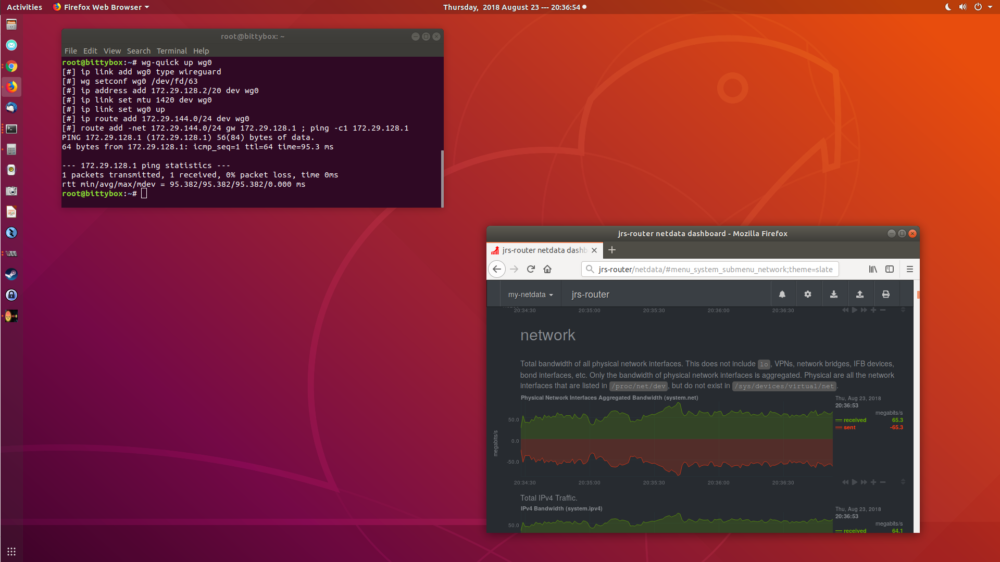 Activities
Firefox Web Browser
Thursday, 2018 August 23 --- 20:36:54
root@bittybox: ~
File Edit View Search Terminal Help
root@bittybox:~# wg-quick up wg0
[#] ip link add wg0 type wireguard
[#] wg setconf wg0 /dev/fd/63
[#] ip address add 172.29.128.2/20 dev wg0
[#] ip link set mtu 1420 dev wg0
[#] ip link set wg0 up
[#] ip route add 172.29.144.0/24 dev wg0
[#] route add -net 172.29.144.0/24 gw 172.29.128.1 ; ping -c1 172.29.128.1
PING 172.29.128.1 (172.29.128.1) 56(84) bytes of data.
64 bytes from 172.29.128.1: icmp_seq=1 ttl=64 time=95.3 ms
--- 172.29.128.1 ping statistics ---
1 packets transmitted, 1 received, 0% packet loss, time 0ms
rtt min/avg/max/mdev = 95.382/95.382/95.382/0.000 ms
root@bittybox:~#
jrs-router netdata dashboard - Mozilla Firefox
jrs-router netdata dashb
jrs-router/netdata/#menu_system_submenu_network;theme=slate
my-netdata
jrs-router
20:34:30 20:35:00 20:35:30 20:36:00 20:36:30
network
Total bandwidth of all physical network interfaces. This does not include lo, VPNs, network bridges, IFB devices,
bond interfaces, etc. Only the bandwidth of physical network interfaces is aggregated. Physical are all the network
interfaces that are listed in /proc/net/dev, but do not exist in /sys/devices/virtual/net.
Physical Network Interfaces Aggregated Bandwidth (system.net)
Thu, Aug 23, 2018
20:36:53
megabits/s
received 65.3
sent -65.3
50.0
0.0
-50.0
megabits/s
20:34:30 20:35:00 20:35:30 20:36:00 20:36:30
Total IPv4 Traffic.
IPv4 Bandwidth (system.ipv4)
Thu, Aug 23, 2018
20:36:53
megabits/s
received 64.1
50.0